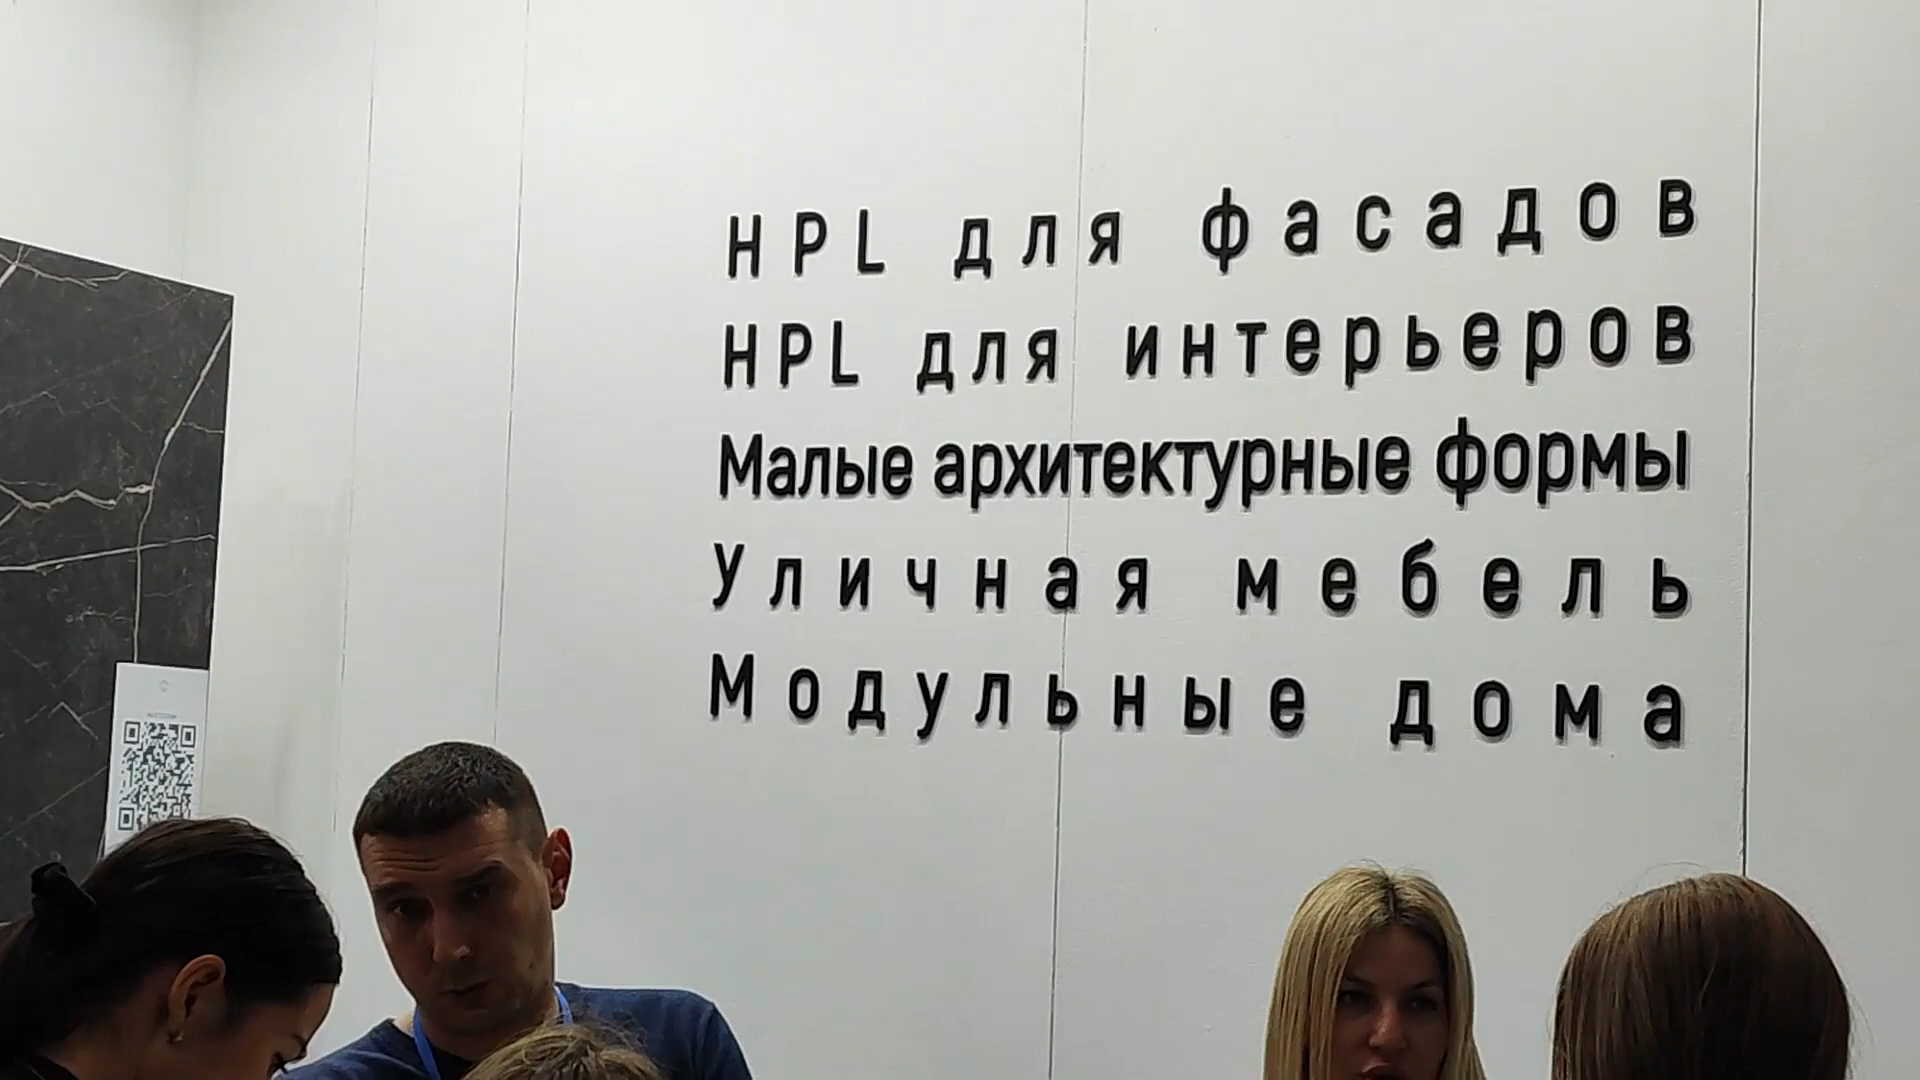 HPL для фасадов
HPL для интерьеров
Малые архитектурные формы
Уличная мебель
Модульные дома